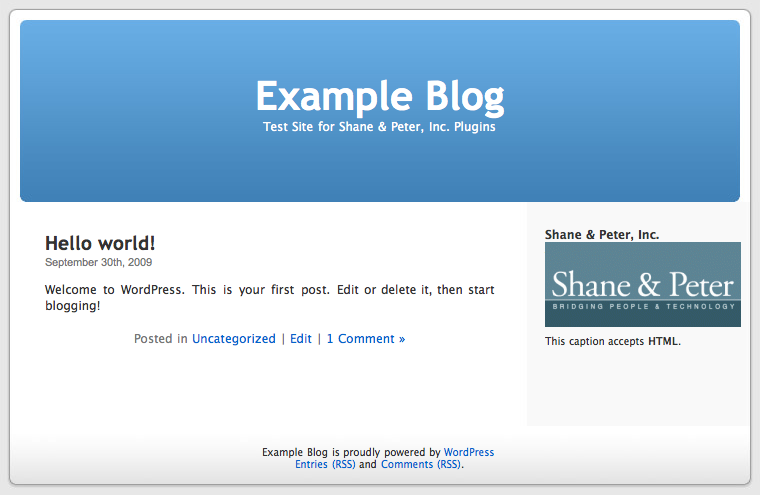 Example Blog
Test Site for Shane & Peter, Inc. Plugins
Hello world!
September 30th, 2009
Welcome to WordPress. This is your first post. Edit or delete it, then start
blogging!
Posted in Uncategorized | Edit | 1 Comment »
Shane & Peter, Inc.
Shane & Peter
BRIDGING PEOPLE & TECHNOLOGY
This caption accepts HTML.
Example Blog is proudly powered by WordPress
Entries (RSS) and Comments (RSS).